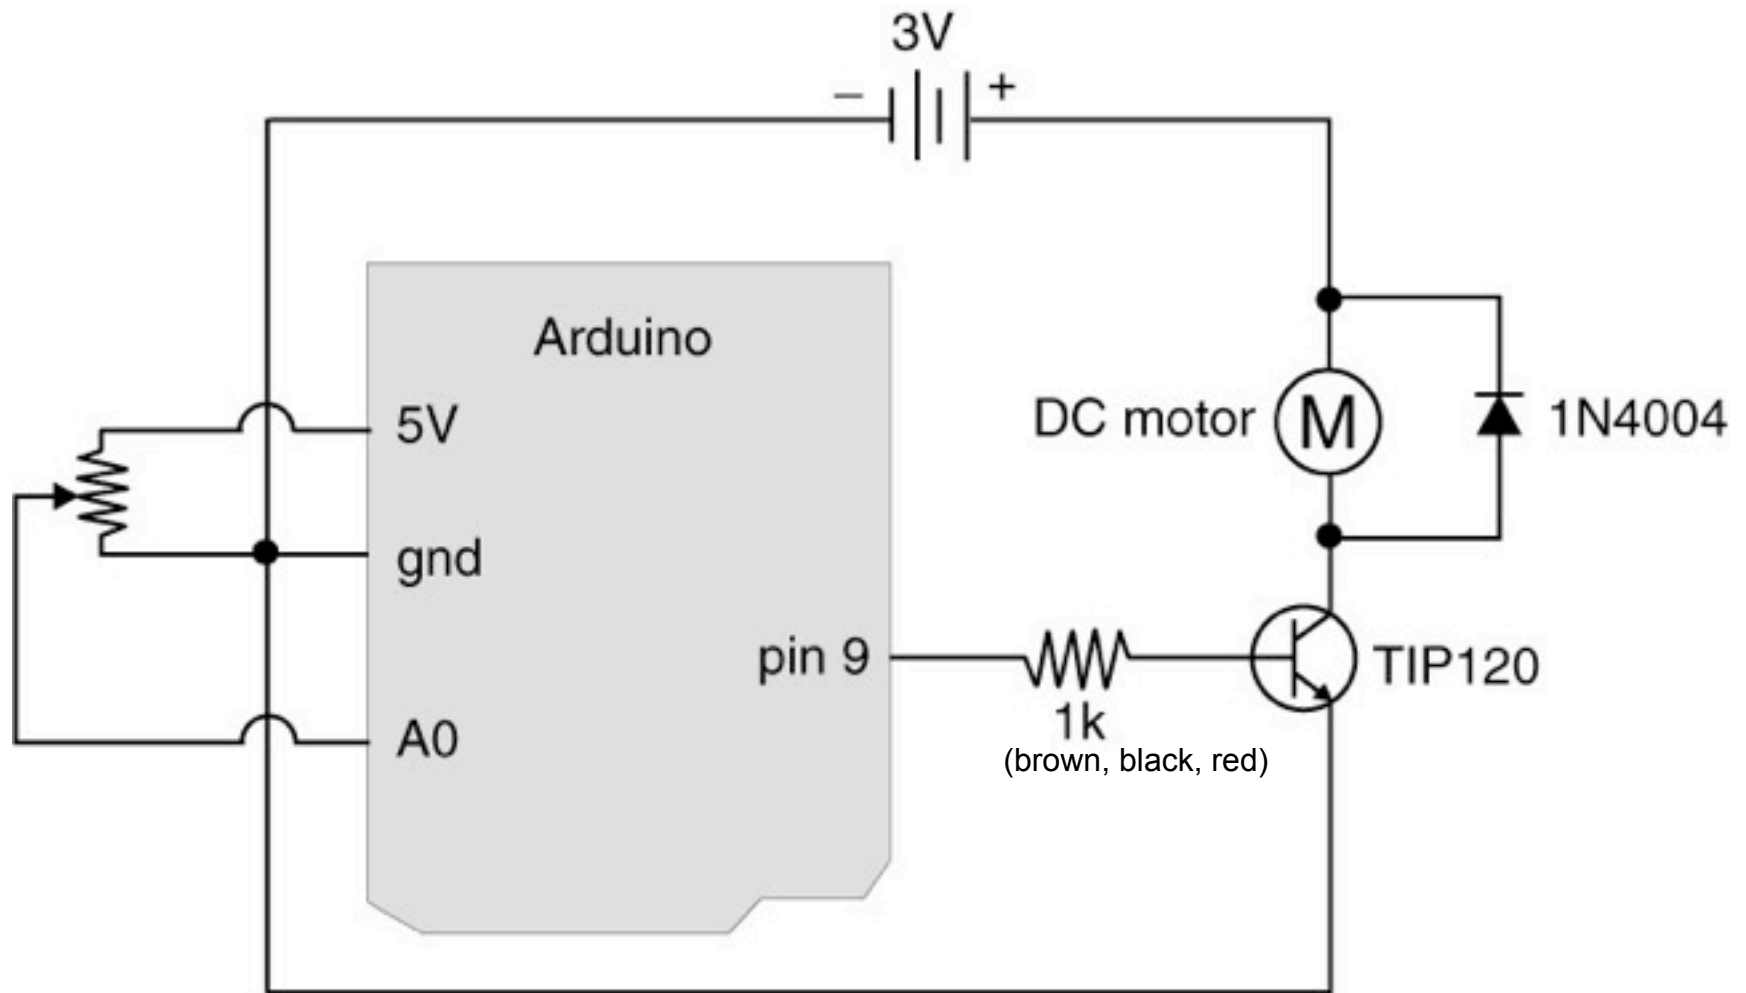 3V
– +
Arduino
5V
DC motor
M
1N4004
gnd
pin 9
TIP120
1k
A0
(brown, black, red)